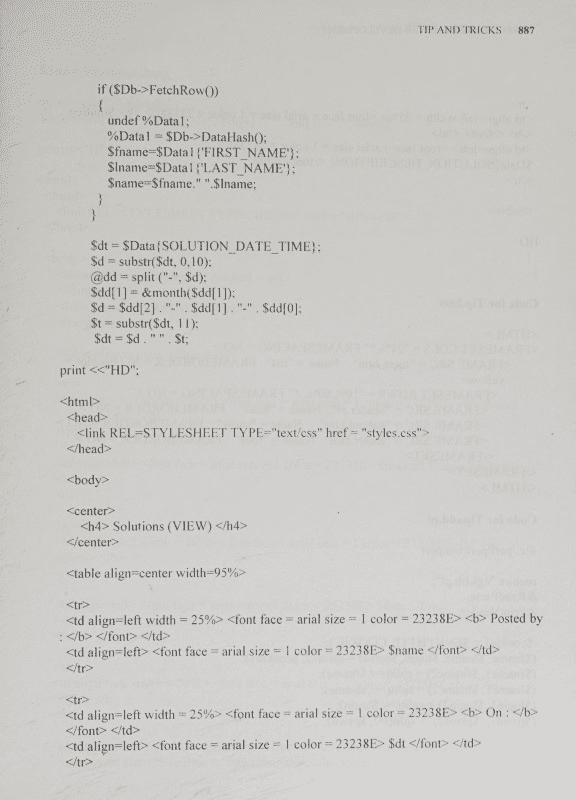 TIP AND TRICKS 887
if ($Db->FetchRow())
{
undef %Data1;
%Data1 = $Db->DataHash();
$fname=$Data1{'FIRST_NAME'};
$lname=$Data1{'LAST_NAME'};
$name=$fname." ".$lname;
}
}
$dt = $Data{SOLUTION_DATE_TIME};
$d = substr($dt, 0,10);
@dd = split ("-", $d);
$dd[1] = &month($dd[1]);
$d = $dd[2] . "-" . $dd[1] . "-" . $dd[0];
$t = substr($dt, 11);
$dt = $d . " " . $t;
print <<"HD";
<html>
<head>
<link REL=STYLESHEET TYPE="text/css" href = "styles.css">
</head>
<body>
<center>
<h4> Solutions (VIEW) </h4>
</center>
<table align=center width=95%>
<tr>
<td align=left width = 25%> <font face = arial size = 1 color = 23238E> <b> Posted by
: </b> </font> </td>
<td align=left> <font face = arial size = 1 color = 23238E> $name </font> </td>
</tr>
<tr>
<td align=left width = 25%> <font face = arial size = 1 color = 23238E> <b> On : </b>
</font> </td>
<td align=left> <font face = arial size = 1 color = 23238E> $dt </font> </td>
</tr>